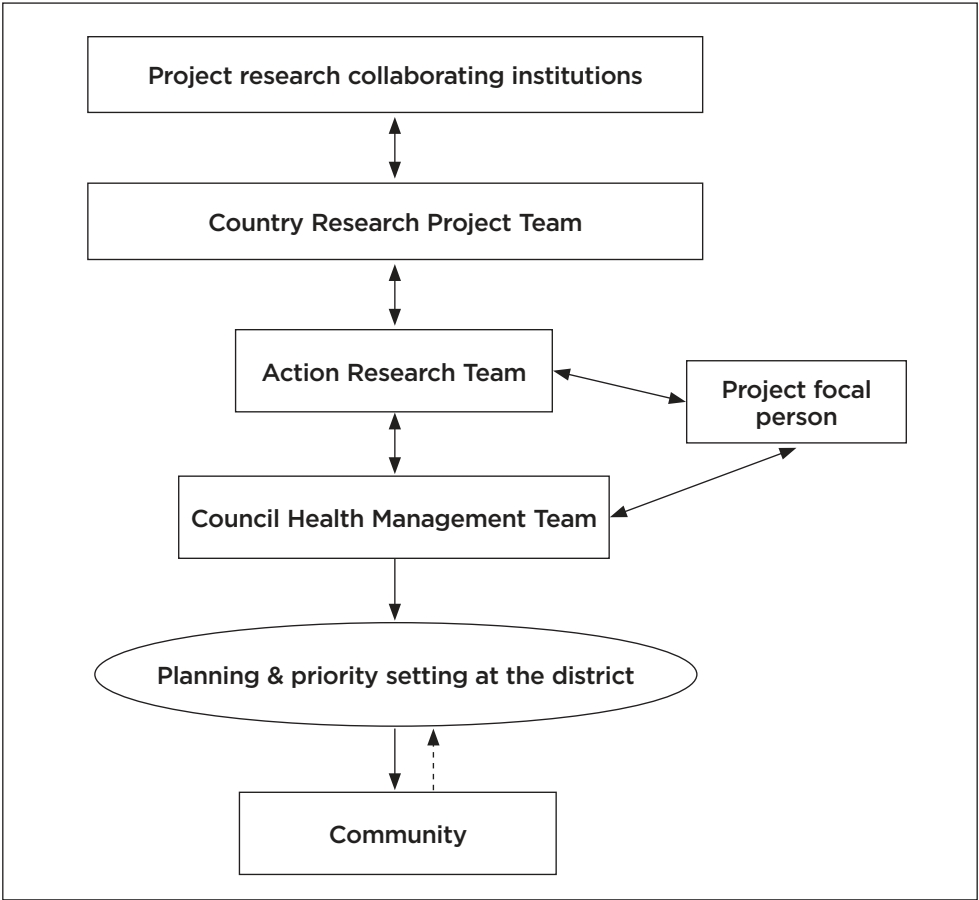 Project research collaborating institutions
Country Research Project Team
Action Research Team
Project focal
person
Council Health Management Team
Planning & priority setting at the district
Community